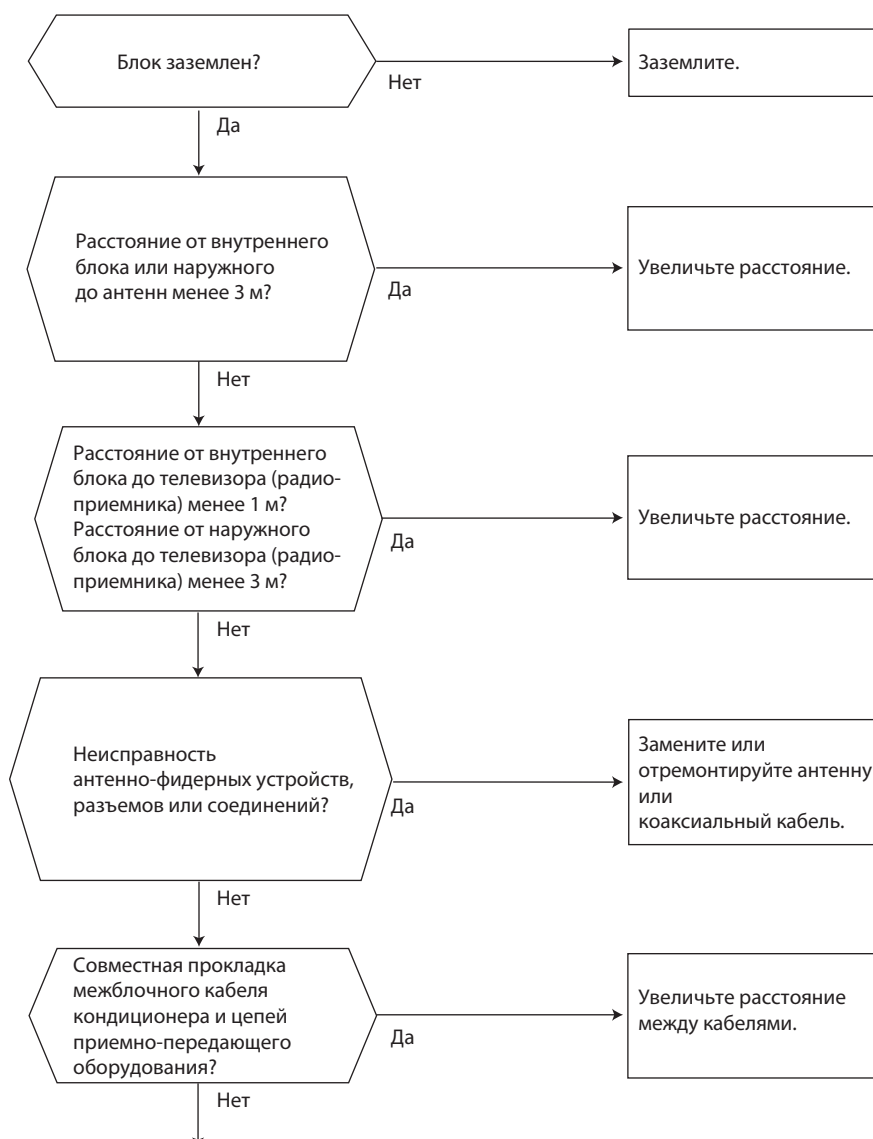 Блок заземлен?
Нет
Заземлите.
Да
Расстояние от внутреннего
блока или наружного
до антенн менее 3 м?
Да
Увеличьте расстояние.
Нет
Расстояние от внутреннего
блока до телевизора (радио-
приемника) менее 1 м?
Расстояние от наружного
блока до телевизора (радио-
приемника) менее 3 м?
Да
Увеличьте расстояние.
Нет
Неисправность
антенно-фидерных устройств,
разъемов или соединений?
Да
Замените или
отремонтируйте антенну
или
коаксиальный кабель.
Нет
Совместная прокладка
межблочного кабеля
кондиционера и цепей
приемно-передающего
оборудования?
Да
Увеличьте расстояние
между кабелями.
Нет